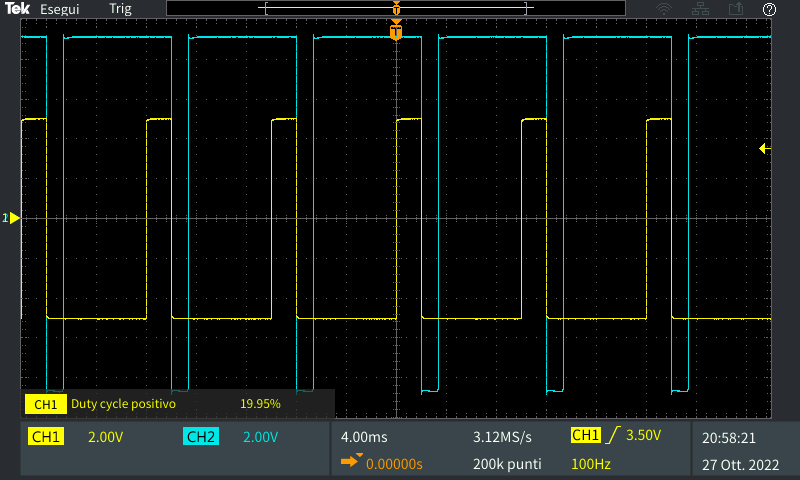 Tek Esegui Trig
T
T
1
CH1 Duty cycle positivo 19.95%
CH1 2.00V CH2 2.00V 4.00ms 3.12MS/s CH1 3.50V 20:58:21
0.00000s 200k punti 100Hz 27 Ott. 2022